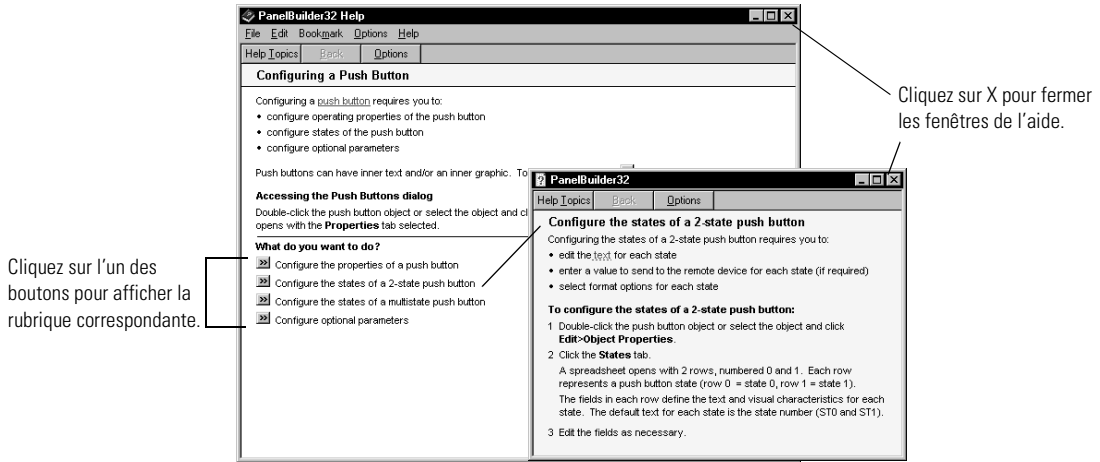 PanelBuilder32 Help
File Edit Bookmark Options Help
Help Topics Back Options
Configuring a Push Button
Configuring a push button requires you to:
• configure operating properties of the push button
• configure states of the push button
• configure optional parameters
Push buttons can have inner text and/or an inner graphic. To
Accessing the Push Buttons dialog
Double-click the push button object or select the object and cl
opens with the Properties tab selected.
What do you want to do?
>> Configure the properties of a push button
>> Configure the states of a 2-state push button
>> Configure the states of a multistate push button
>> Configure optional parameters
Cliquez sur l'un des
boutons pour afficher la
rubrique correspondante.
Cliquez sur X pour fermer
les fenêtres de l'aide.
PanelBuilder32
Help Topics Back Options
Configure the states of a 2-state push button
Configuring the states of a 2-state push button requires you to:
• edit the text for each state
• enter a value to send to the remote device for each state (if required)
• select format options for each state
To configure the states of a 2-state push button:
1 Double-click the push button object or select the object and click
Edit>Object Properties.
2 Click the States tab.
A spreadsheet opens with 2 rows, numbered 0 and 1. Each row
represents a push button state (row 0 = state 0, row 1 = state 1).
The fields in each row define the text and visual characteristics for each
state. The default text for each state is the state number (ST0 and ST1).
3 Edit the fields as necessary.